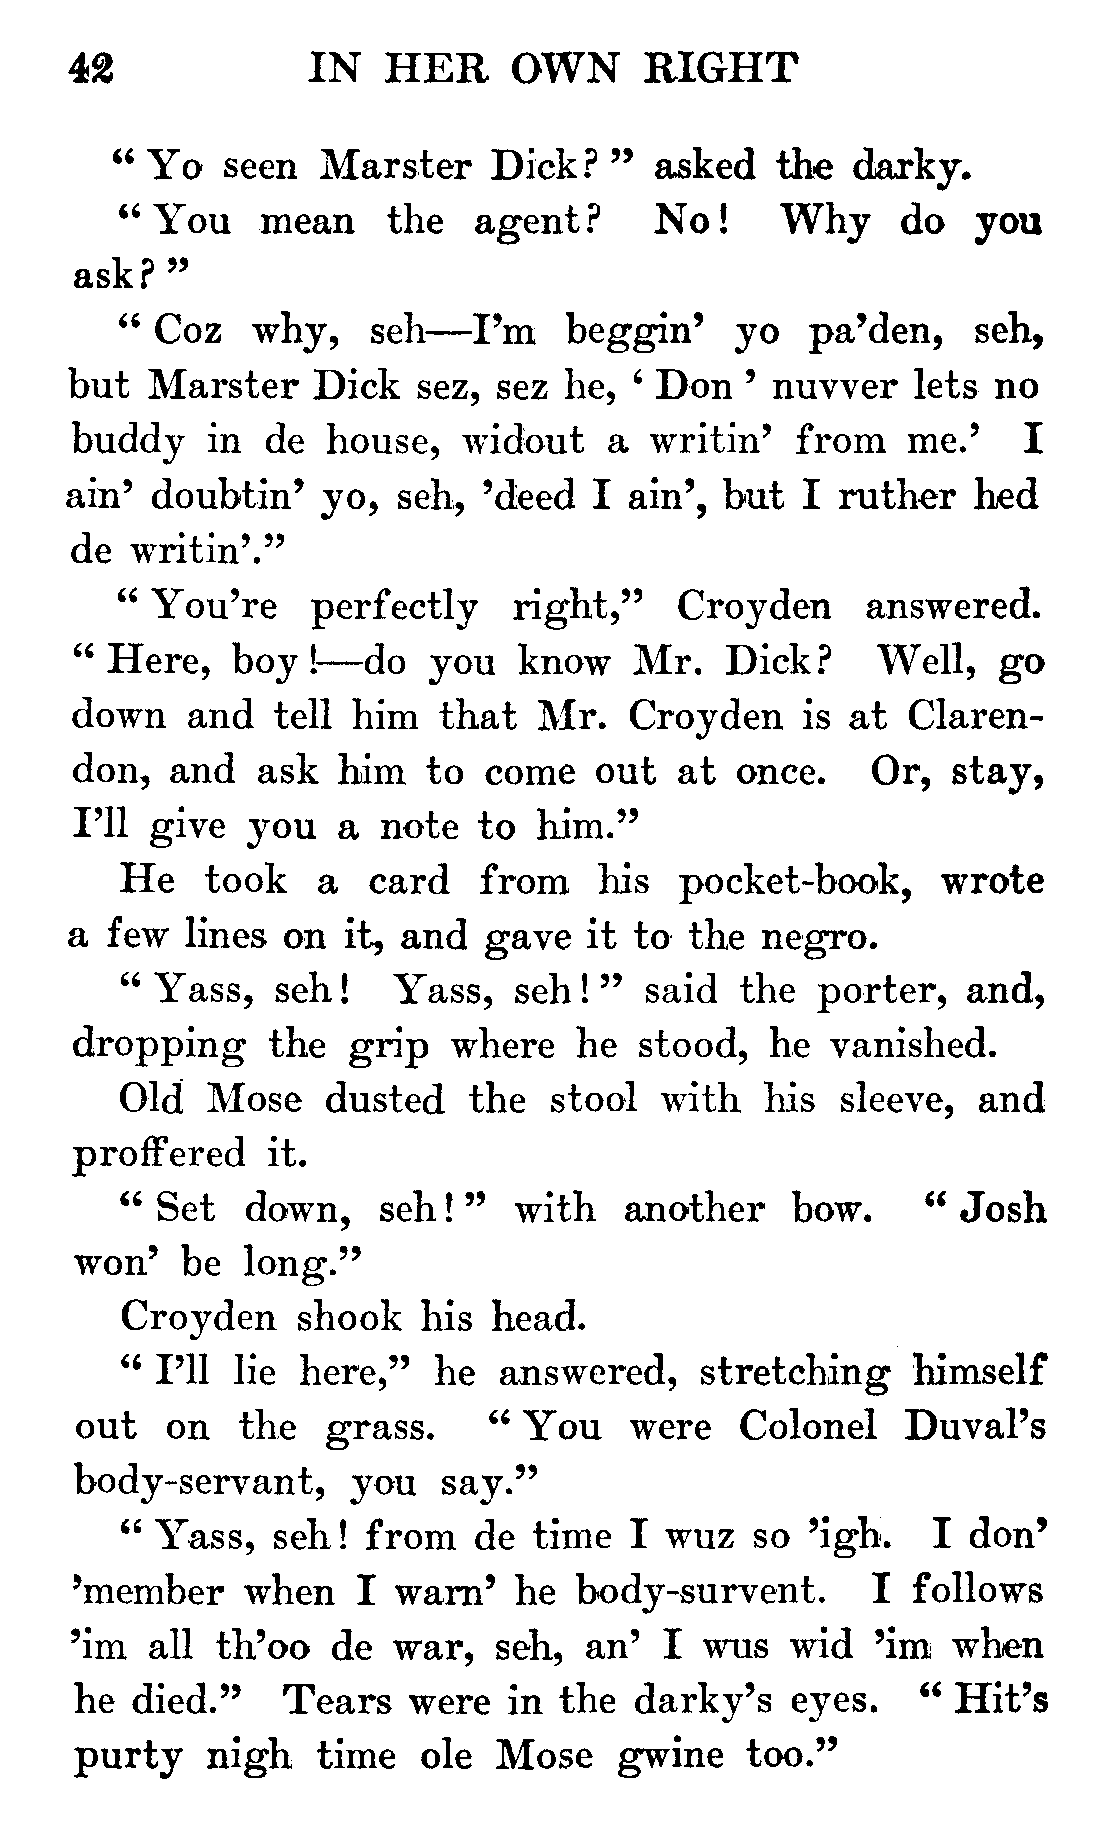 42 IN HER OWN RIGHT
“ Yo seen Marster Dick? ” asked the darky.
“ You mean the agent? No! Why do you
ask? ”
“ Coz why, seh—I’m beggin’ yo pa’den, seh,
but Marster Dick sez, sez he, ‘ Don ’ nuvver lets no
buddy in de house, widout a writin’ from me.’ I
ain’ doubtin’ yo, seh, ’deed I ain’, but I ruther hed
de writin’.”
“ You’re perfectly right,” Croyden answered.
“ Here, boy!—do you know Mr. Dick? Well, go
down and tell him that Mr. Croyden is at Claren-
don, and ask him to come out at once. Or, stay,
I’ll give you a note to him.”
He took a card from his pocket-book, wrote
a few lines on it, and gave it to the negro.
“ Yass, seh! Yass, seh! ” said the porter, and,
dropping the grip where he stood, he vanished.
Old Mose dusted the stool with his sleeve, and
proffered it.
“ Set down, seh! ” with another bow. “ Josh
won’ be long.”
Croyden shook his head.
“ I’ll lie here,” he answered, stretching himself
out on the grass. “ You were Colonel Duval’s
body-servant, you say.”
“ Yass, seh! from de time I wuz so ’igh. I don’
’member when I warn’ he body-survent. I follows
’im all th’oo de war, seh, an’ I wus wid ’im when
he died.” Tears were in the darky’s eyes. “ Hit’s
purty nigh time ole Mose gwine too.”